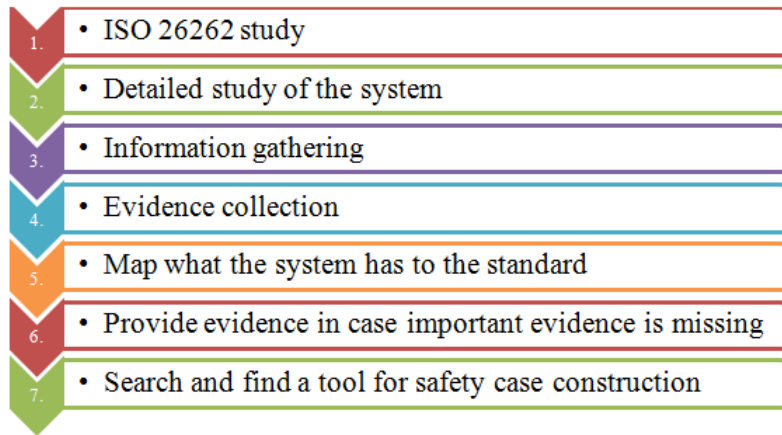 1. • ISO 26262 study
2. • Detailed study of the system
3. • Information gathering
4. • Evidence collection
5. • Map what the system has to the standard
6. • Provide evidence in case important evidence is missing
7. • Search and find a tool for safety case construction